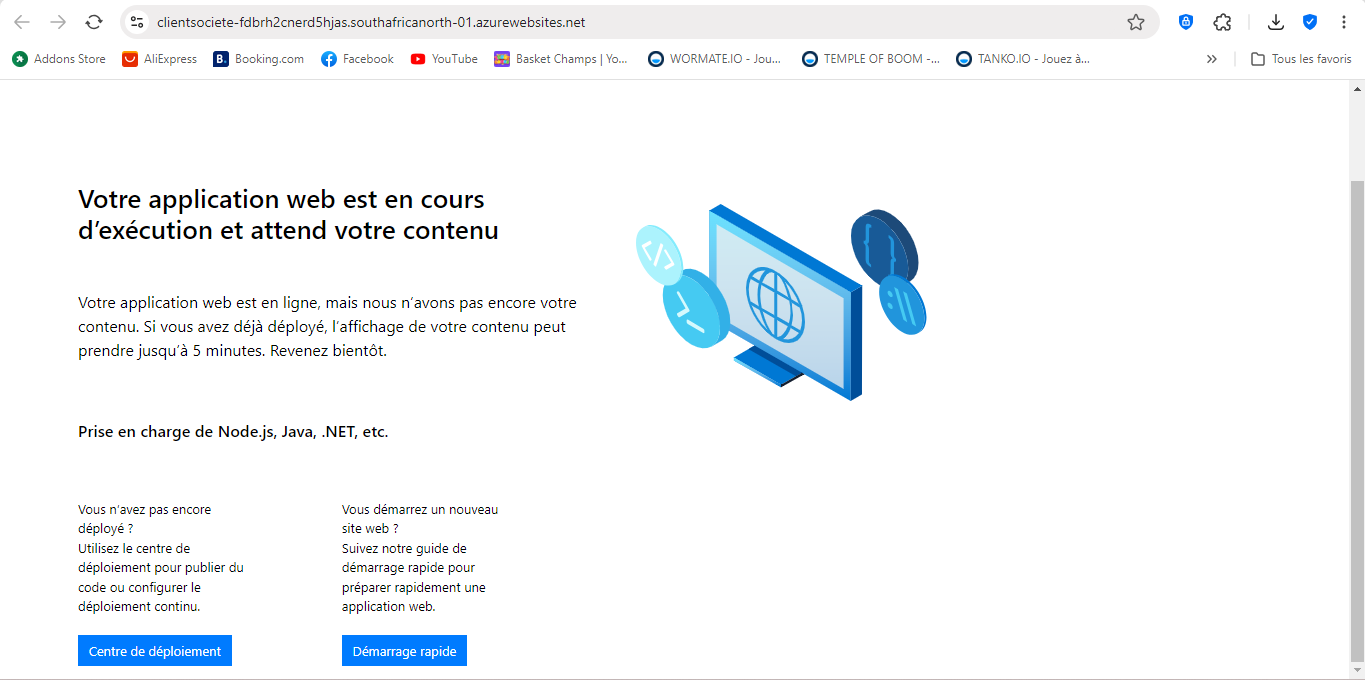 clientsociete-fdbrh2cnerd5hjas.southafricanorth-01.azurewebsites.net
Addons Store AliExpress B. Booking.com Facebook YouTube Basket Champs | Yo... WORMATE.IO - Jou... TEMPLE OF BOOM -... TANKO.IO - Jouez à... » Tous les favoris
Votre application web est en cours
d’exécution et attend votre contenu
Votre application web est en ligne, mais nous n’avons pas encore votre
contenu. Si vous avez déjà déployé, l’affichage de votre contenu peut
prendre jusqu’à 5 minutes. Revenez bientôt.
Prise en charge de Node.js, Java, .NET, etc.
Vous n’avez pas encore
déployé ?
Utilisez le centre de
déploiement pour publier du
code ou configurer le
déploiement continu.
Centre de déploiement
Vous démarrez un nouveau
site web ?
Suivez notre guide de
démarrage rapide pour
préparer rapidement une
application web.
Démarrage rapide